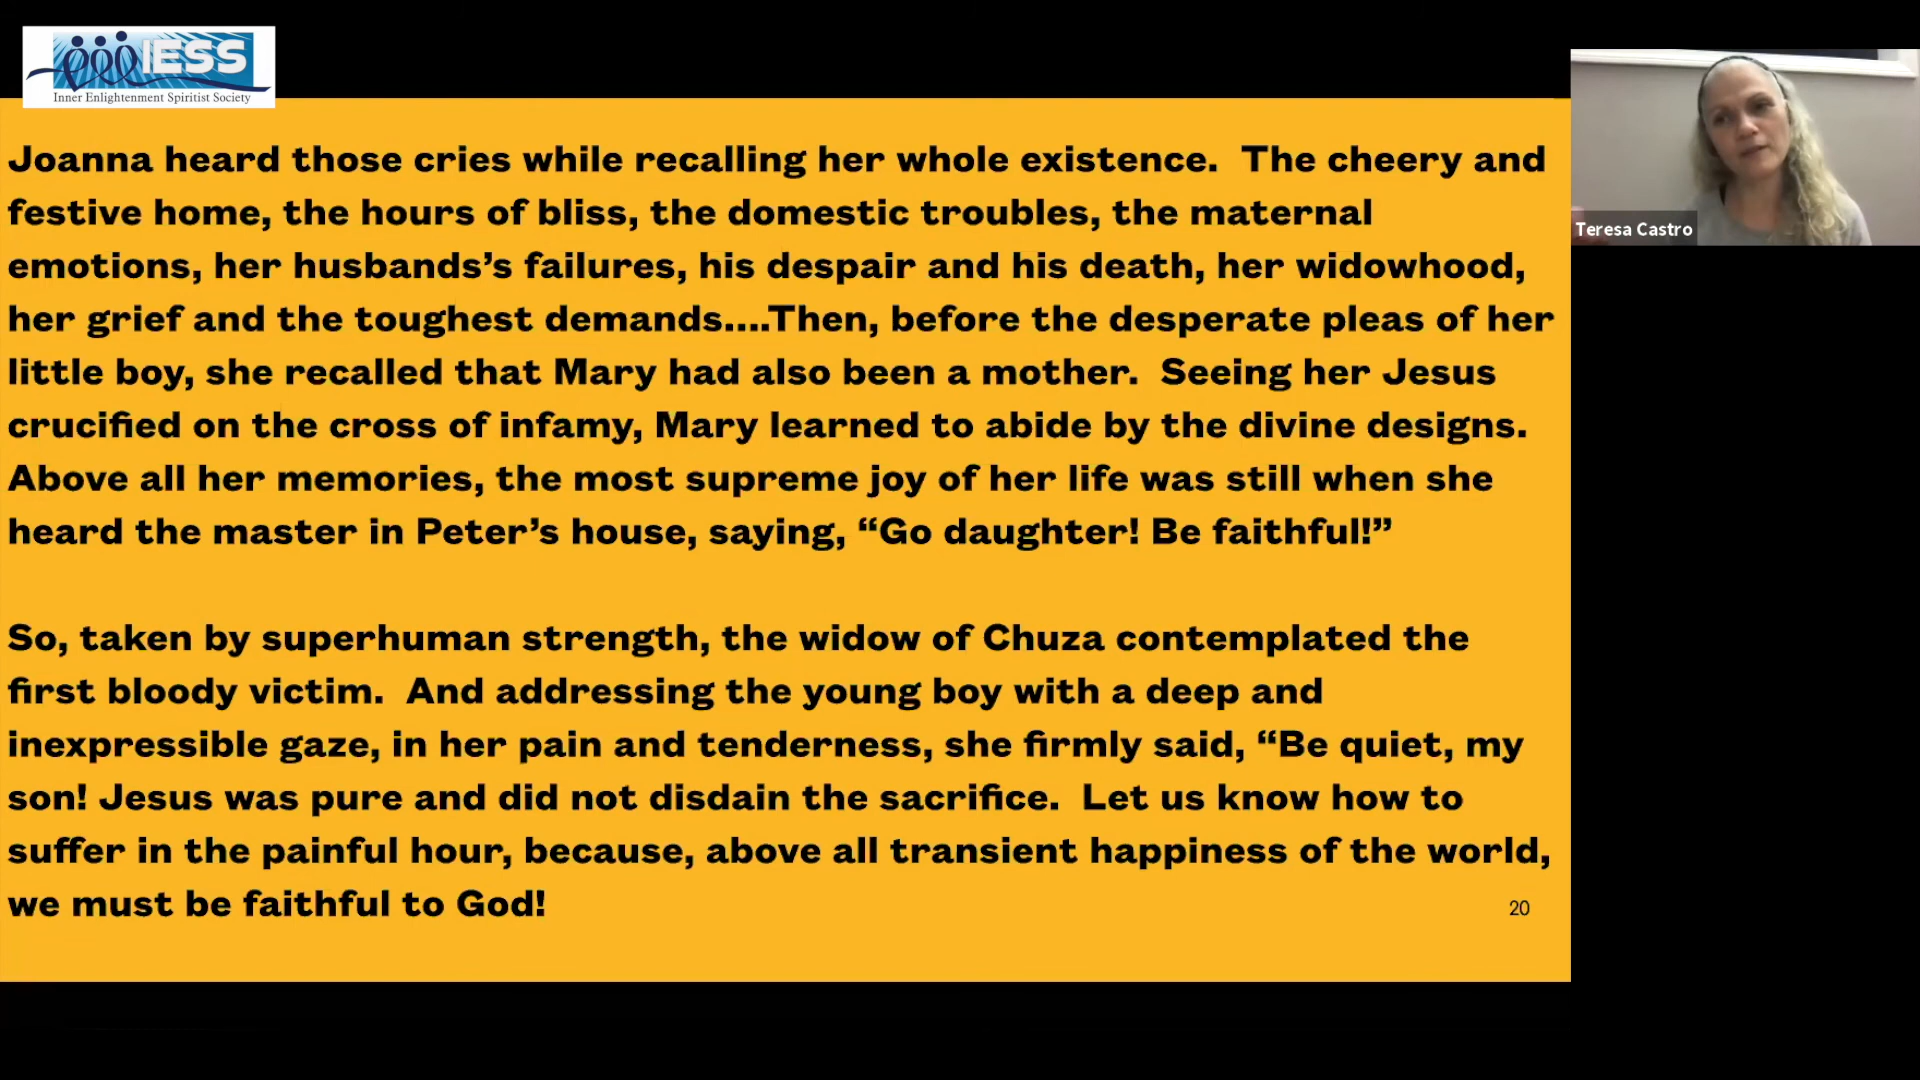 IESS
Inner Enlightenment Spiritist Society
Joanna heard those cries while recalling her whole existence.  The cheery and
festive home, the hours of bliss, the domestic troubles, the maternal
emotions, her husbands’s failures, his despair and his death, her widowhood,
her grief and the toughest demands....Then, before the desperate pleas of her
little boy, she recalled that Mary had also been a mother.  Seeing her Jesus
crucified on the cross of infamy, Mary learned to abide by the divine designs.
Above all her memories, the most supreme joy of her life was still when she
heard the master in Peter’s house, saying, “Go daughter! Be faithful!”
So, taken by superhuman strength, the widow of Chuza contemplated the
first bloody victim.  And addressing the young boy with a deep and
inexpressible gaze, in her pain and tenderness, she firmly said, “Be quiet, my
son! Jesus was pure and did not disdain the sacrifice.  Let us know how to
suffer in the painful hour, because, above all transient happiness of the world,
we must be faithful to God!
20
Teresa Castro